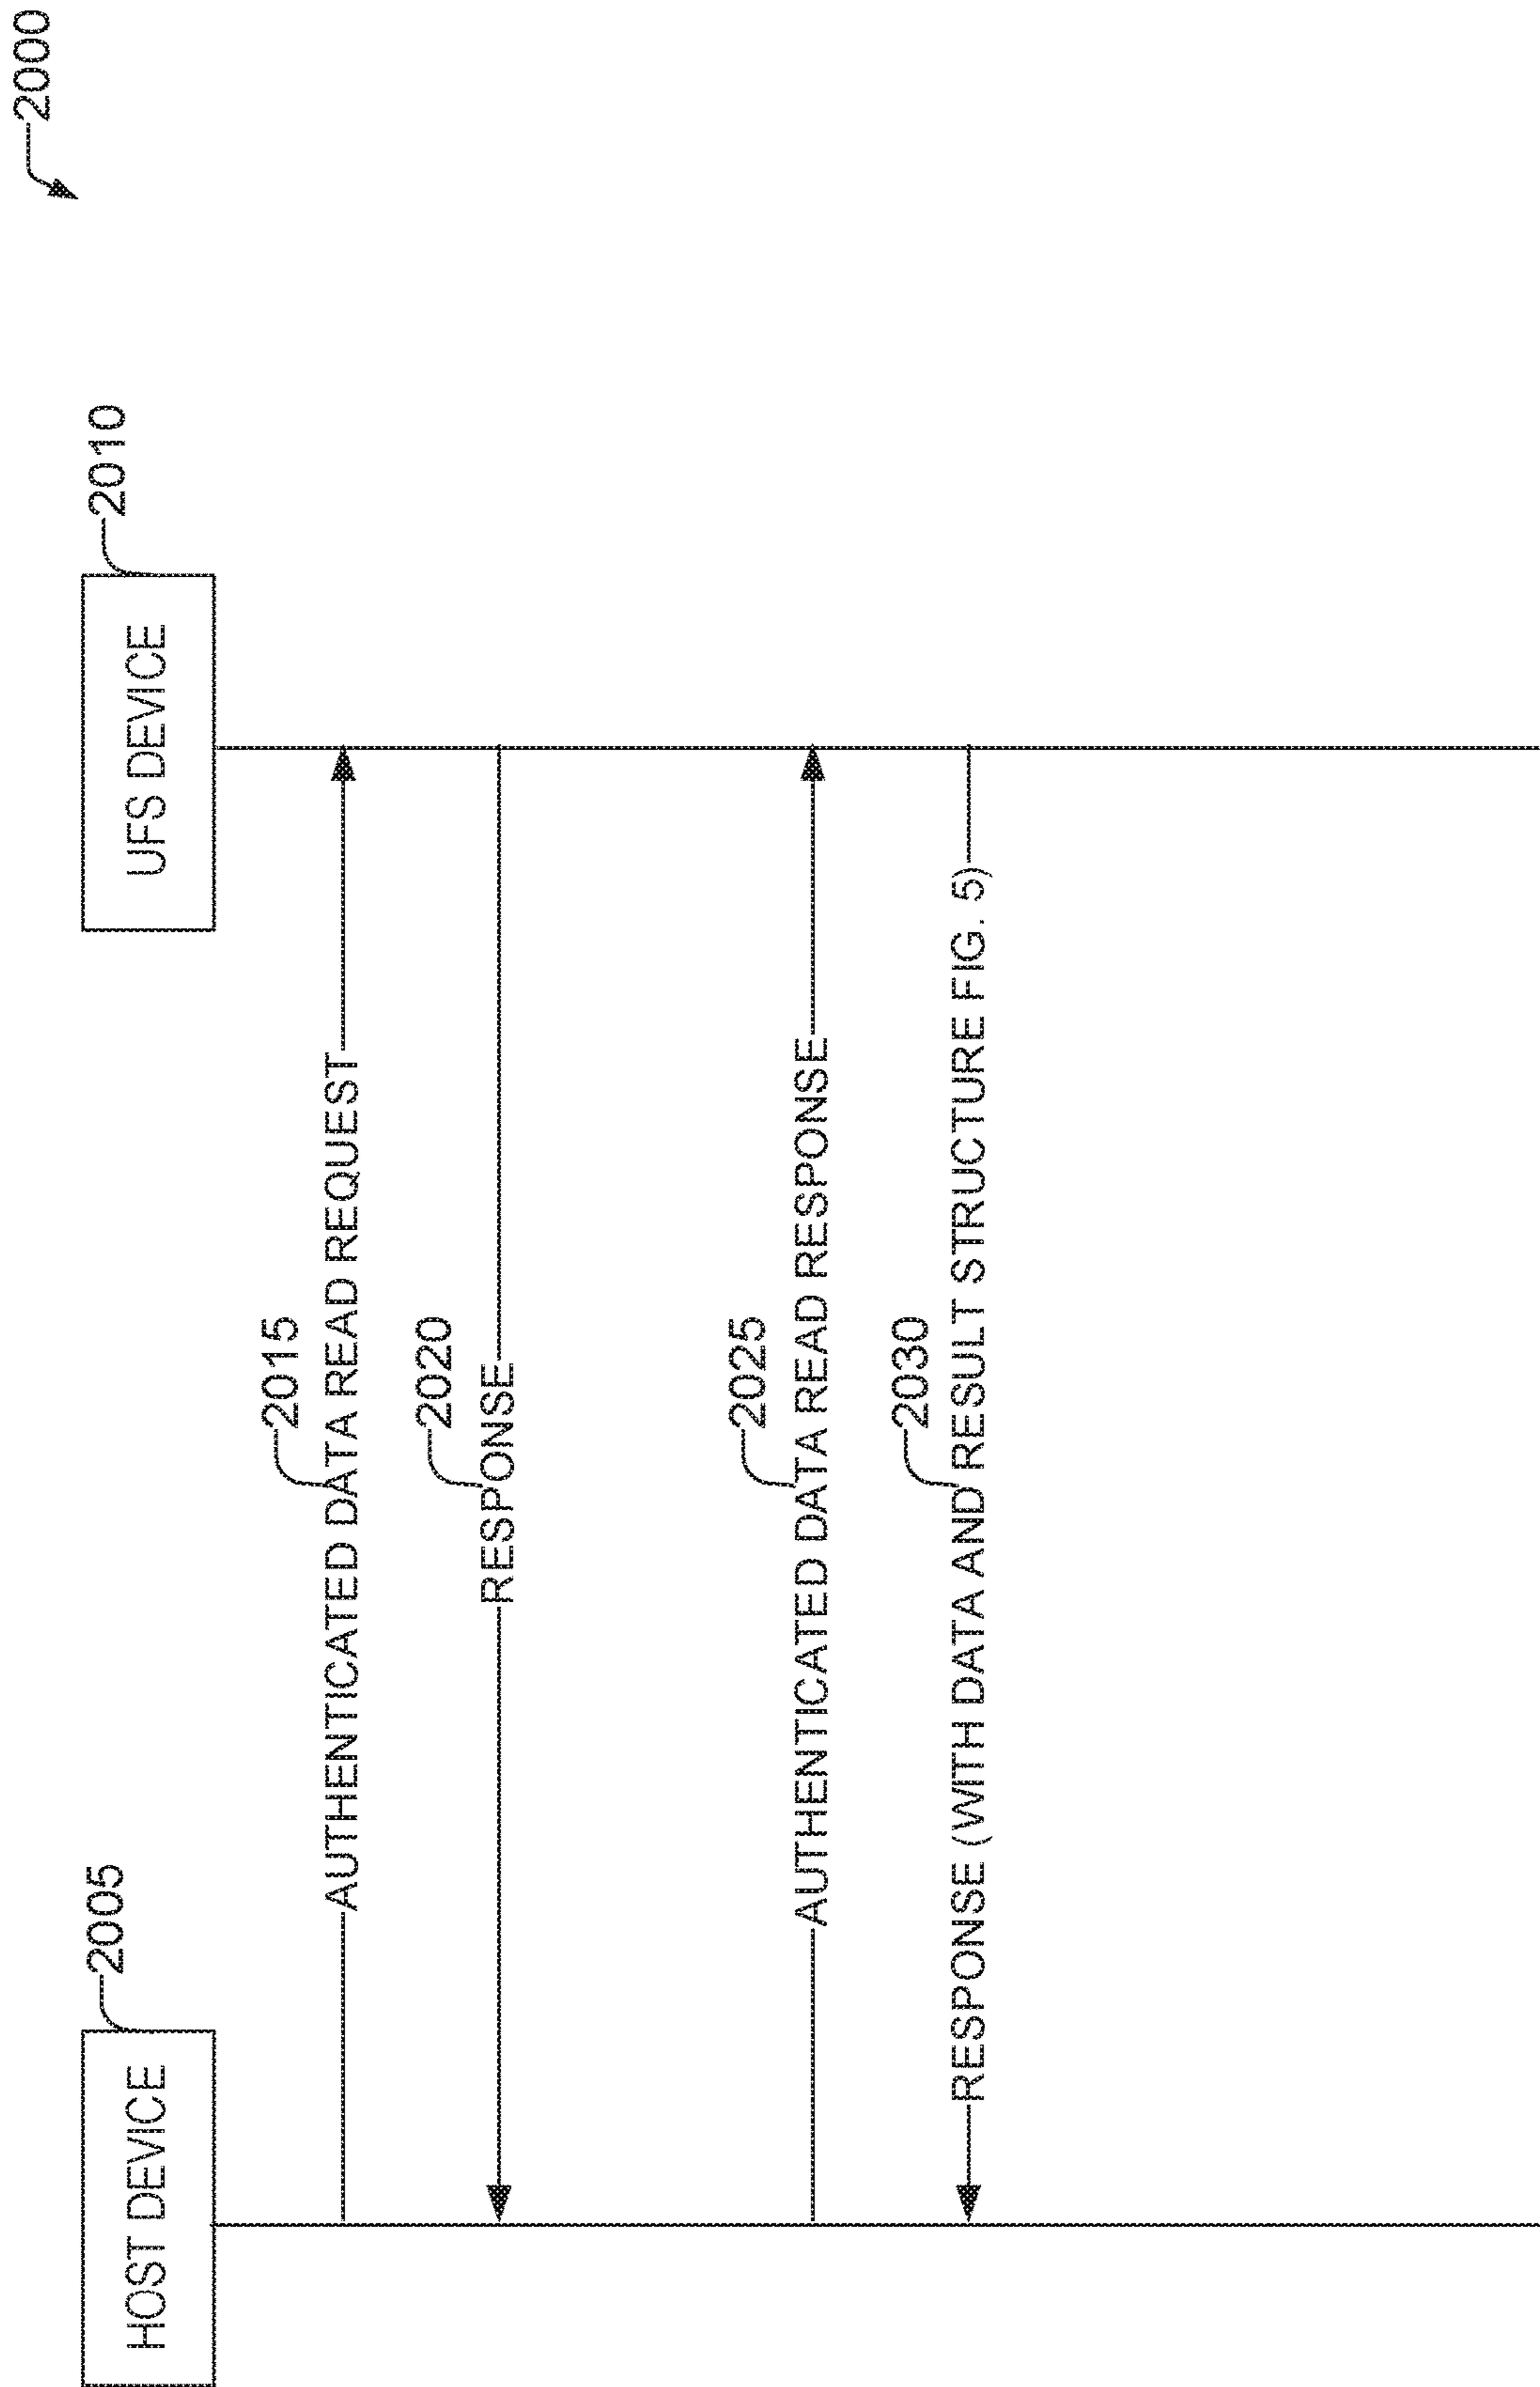 2000
HOST DEVICE
2005
UFS DEVICE
2010
2015
AUTHENTICATED DATA READ REQUEST
2020
RESPONSE
2025
AUTHENTICATED DATA READ RESPONSE
2030
RESPONSE (WITH DATA AND RESULT STRUCTURE FIG. 5)